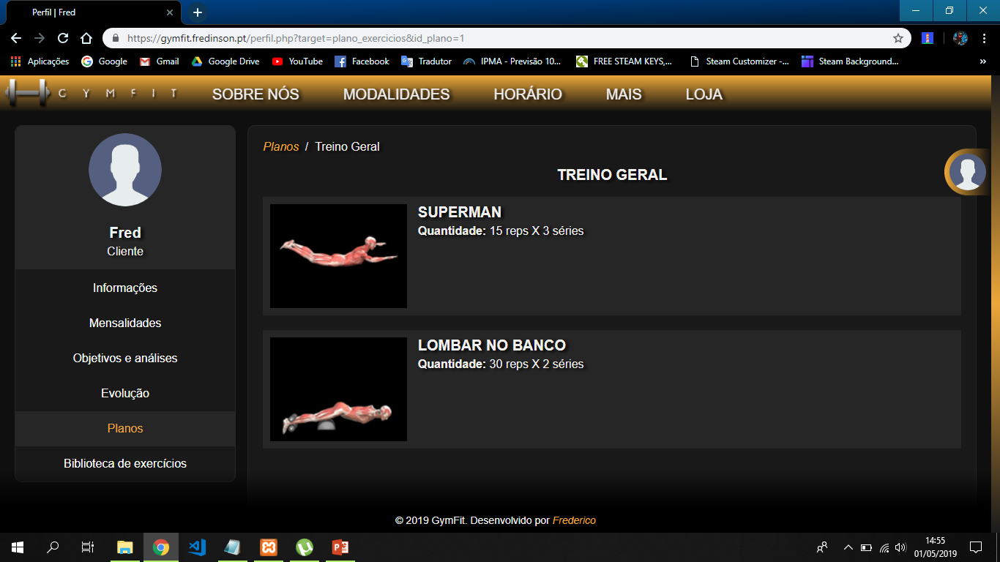 Perfil | Fred
https://gymfit.fredinson.pt/perfil.php?target=plano_exercicios&id_plano=1
Aplicações Google Gmail Google Drive YouTube Facebook Tradutor IPMA - Previsão 10... FREE STEAM KEYS,... Steam Customizer -... Steam Background... »
GYMFIT SOBRE NÓS MODALIDADES HORÁRIO MAIS LOJA
Fred
Cliente
Informações
Mensalidades
Objetivos e análises
Evolução
Planos
Biblioteca de exercícios
Planos / Treino Geral
TREINO GERAL
SUPERMAN
Quantidade: 15 reps X 3 séries
LOMBAR NO BANCO
Quantidade: 30 reps X 2 séries
© 2019 GymFit. Desenvolvido por Frederico
14:55
01/05/2019